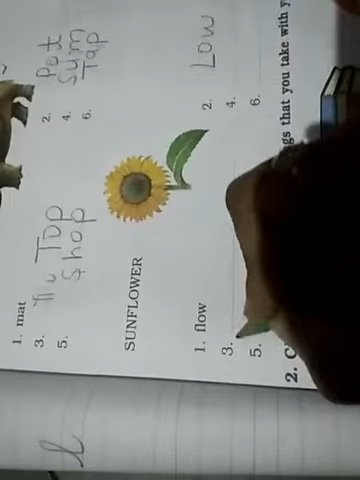 1. mat 2. Pot
3. Top 4. Sum
5. Shop 6. Tap
SUNFLOWER
1. flow 2. Low
3. 4.
5. 6.
2. gs that you take with y
l